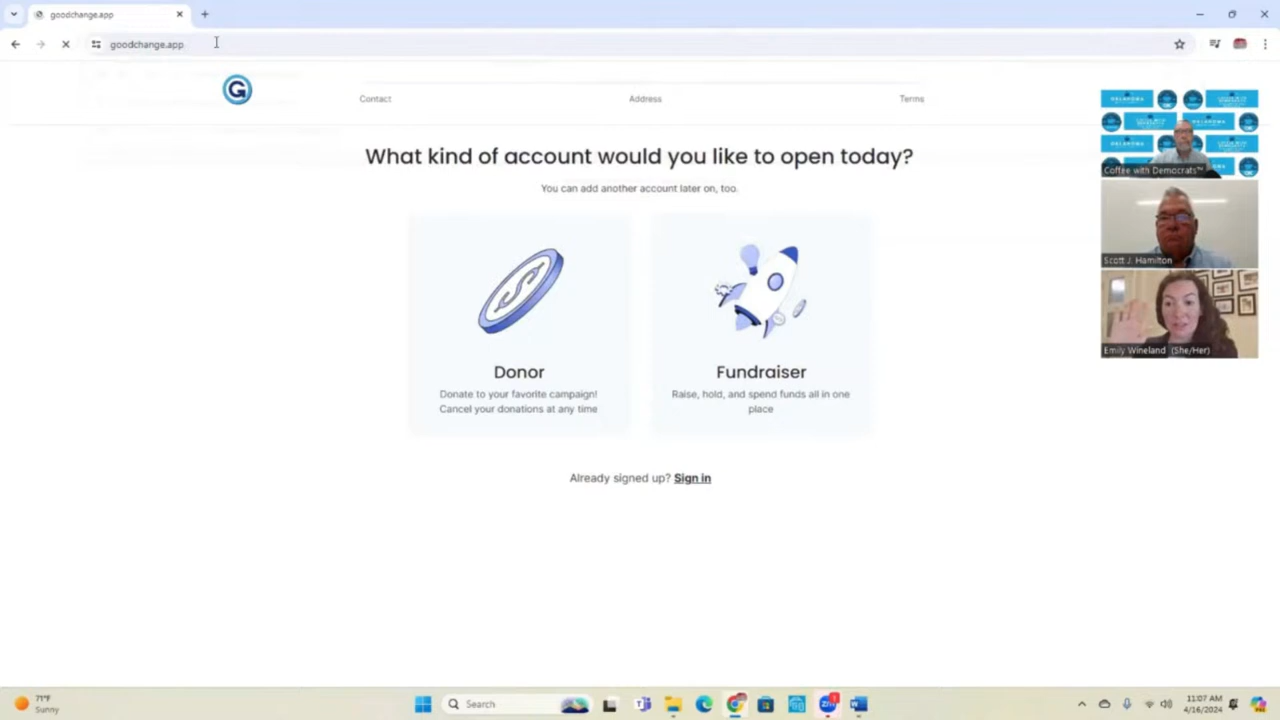 goodchange.app
goodchange.app
G
Contact
Address
Terms
What kind of account would you like to open today?
You can add another account later on, too.
Donor
Donate to your favorite campaign!
Cancel your donations at any time
Fundraiser
Raise, hold, and spend funds all in one
place
Already signed up? Sign in
OKLAHOMA
Coffee with Democrats™
Scott J. Hamilton
Emily Wineland (She/Her)
71°F
Sunny
Search
11:07 AM
4/16/2024